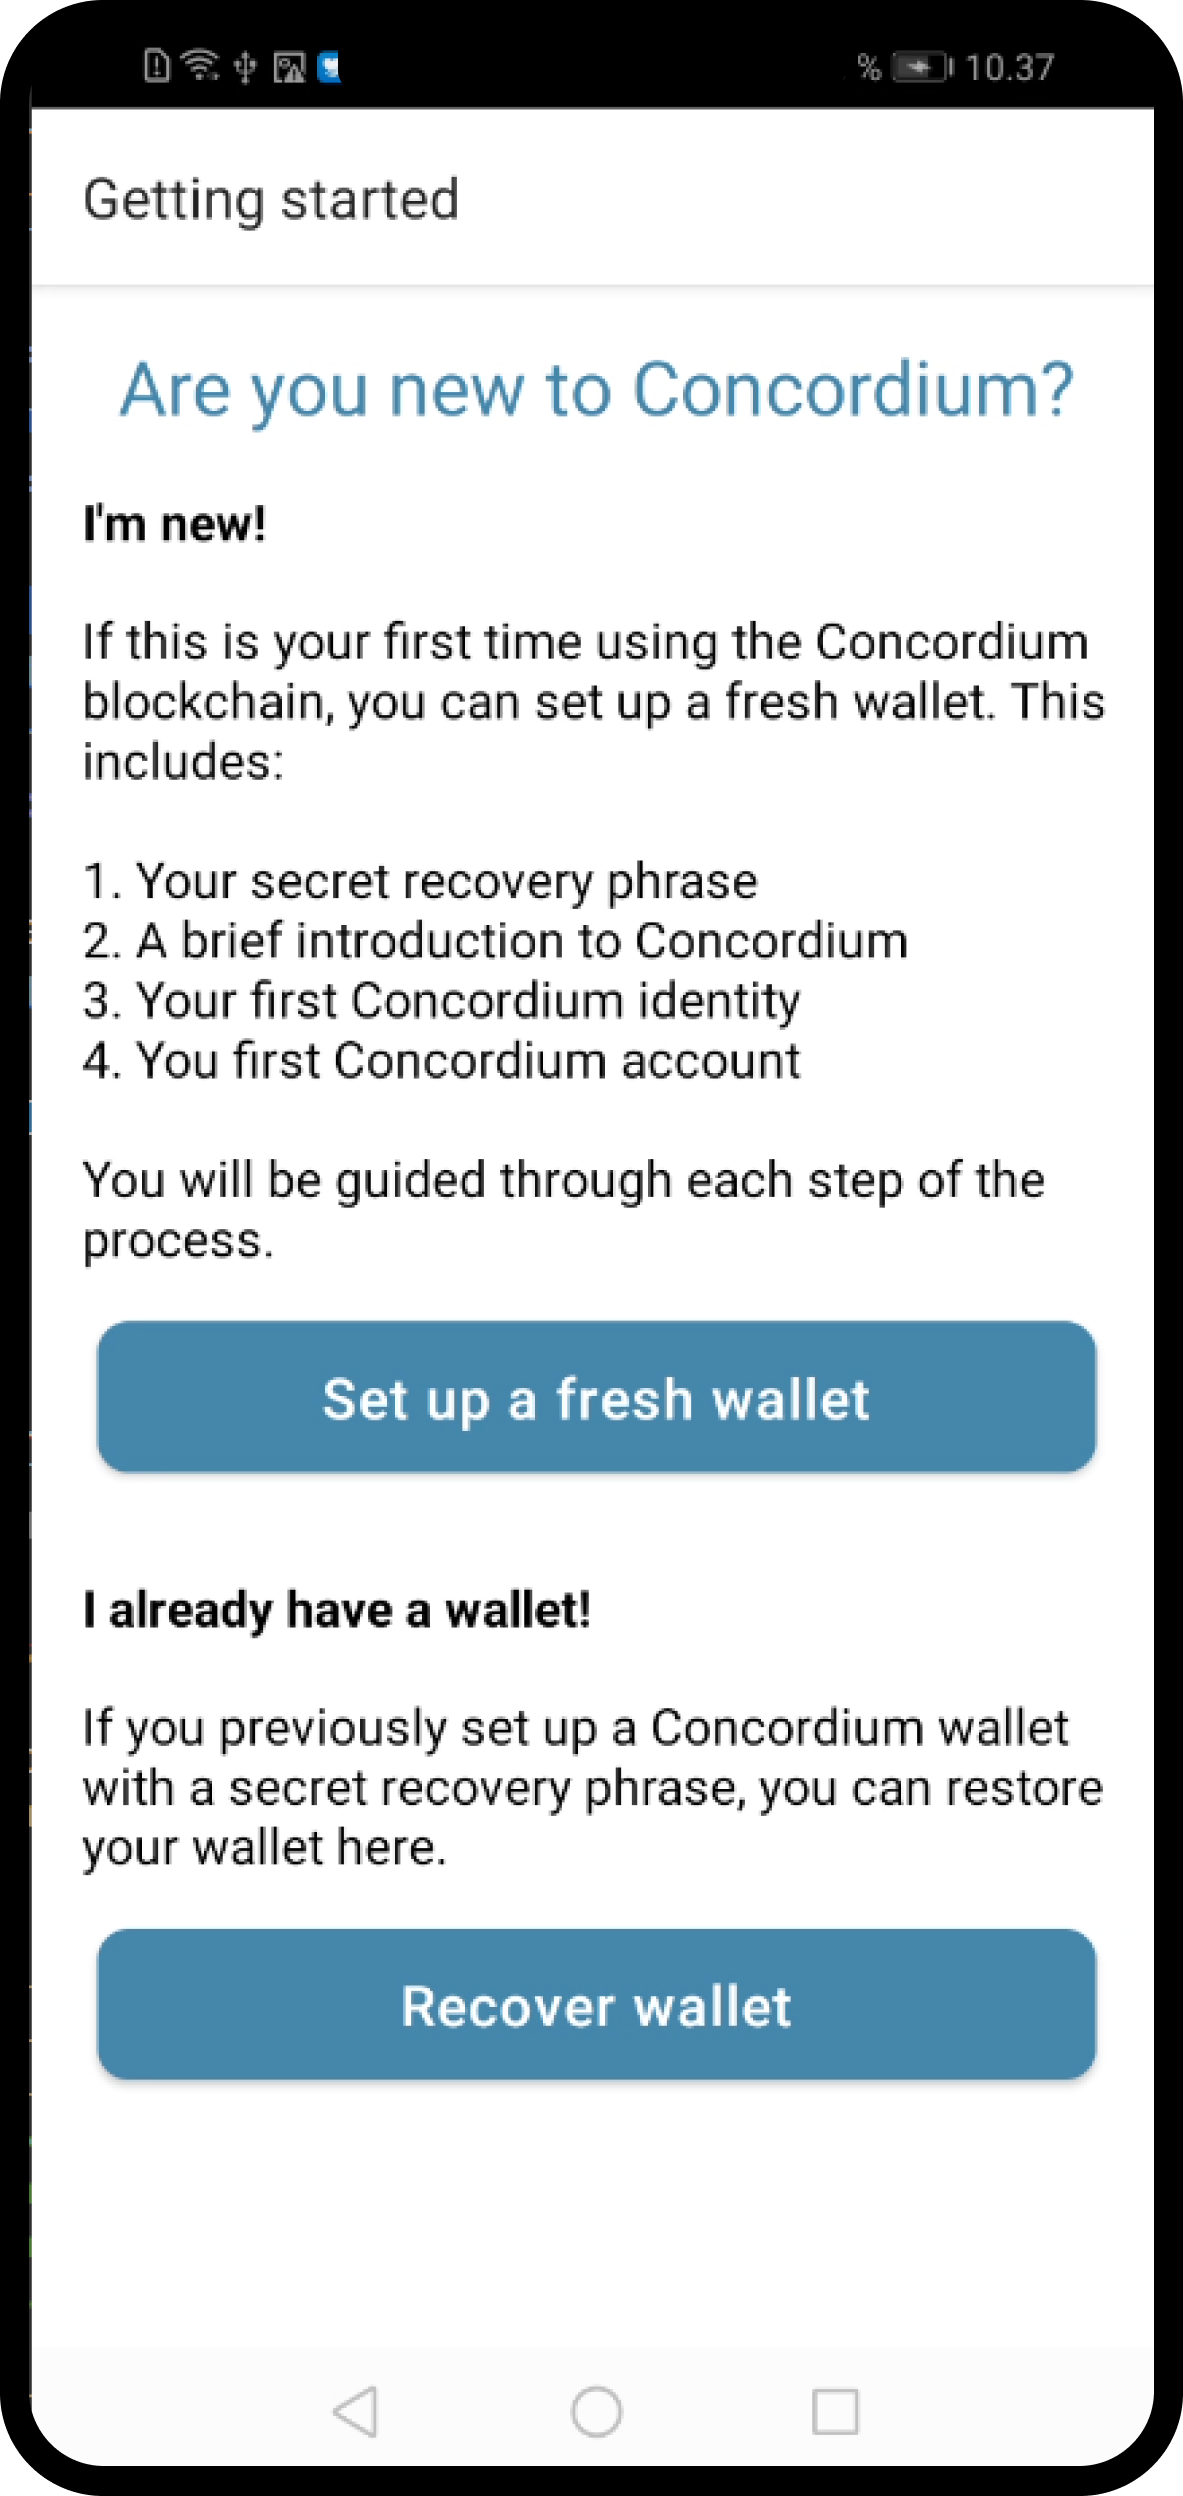 % 10.37
Getting started
Are you new to Concordium?
I'm new!
If this is your first time using the Concordium
blockchain, you can set up a fresh wallet. This
includes:
1. Your secret recovery phrase
2. A brief introduction to Concordium
3. Your first Concordium identity
4. You first Concordium account
You will be guided through each step of the
process.
Set up a fresh wallet
I already have a wallet!
If you previously set up a Concordium wallet
with a secret recovery phrase, you can restore
your wallet here.
Recover wallet